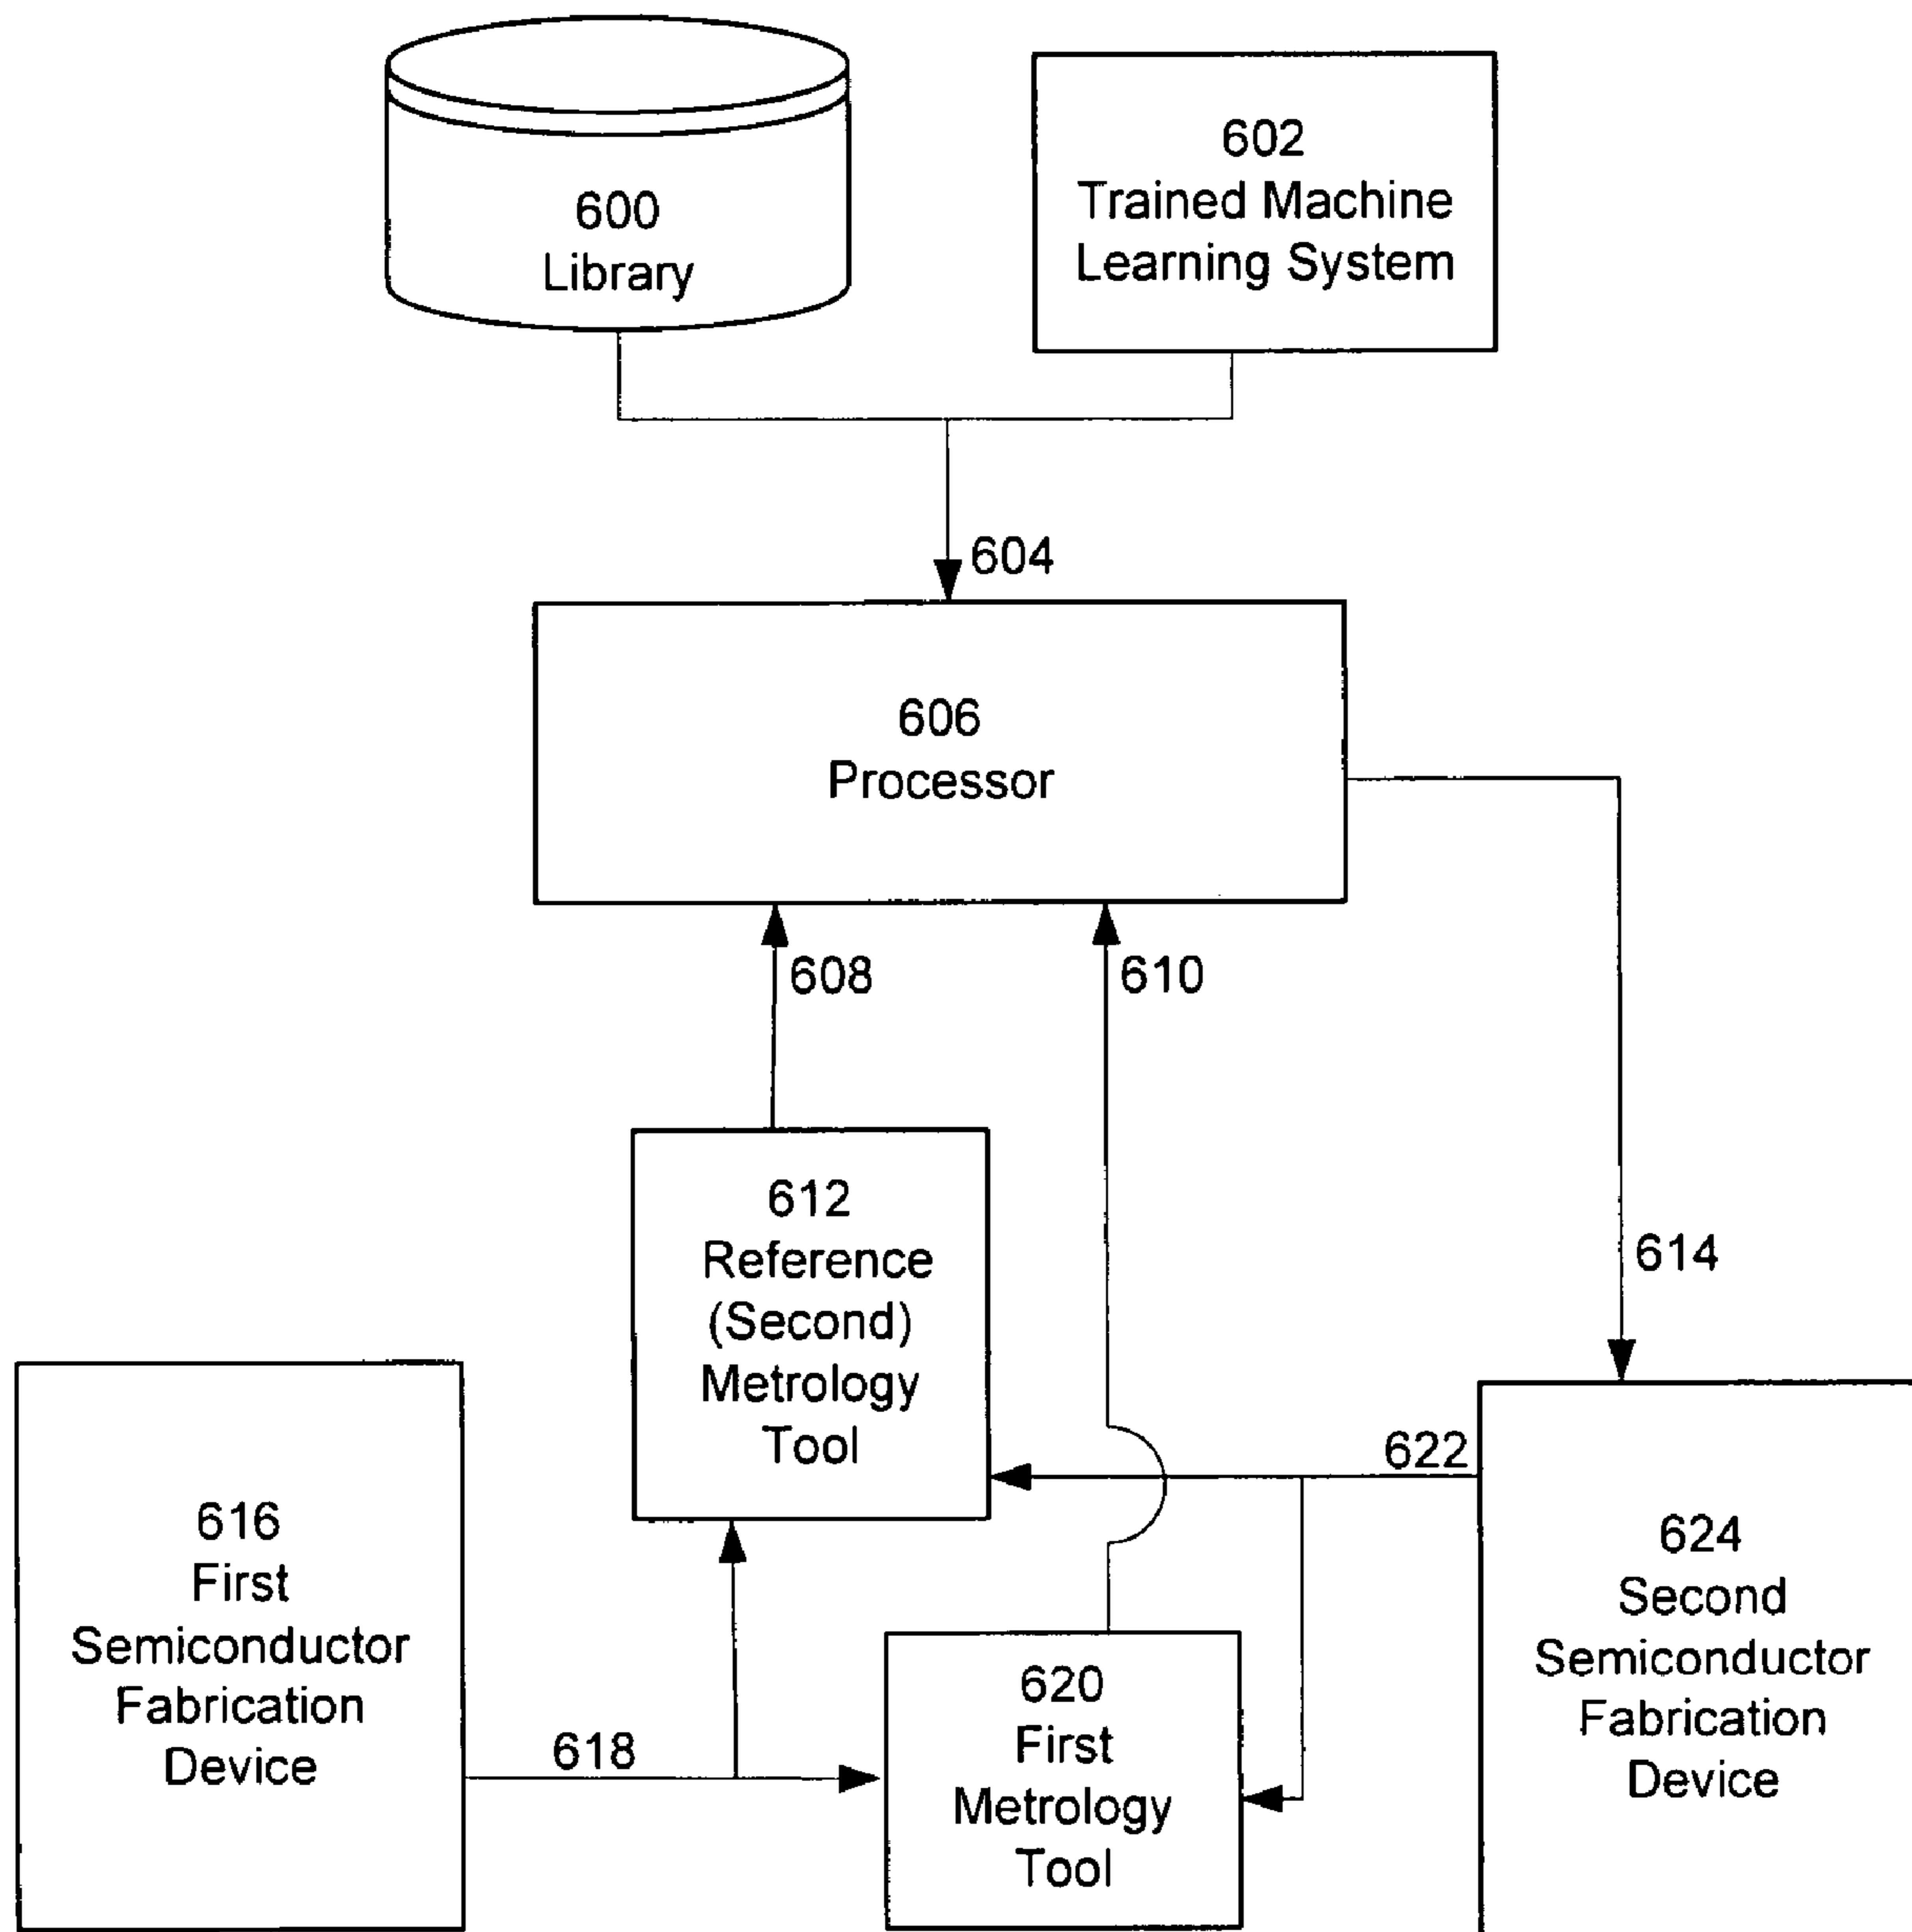 600
Library
602
Trained Machine
Learning System
604
606
Processor
608
610
612
Reference
(Second)
Metrology
Tool
614
616
First
Semiconductor
Fabrication
Device
618
620
First
Metrology
Tool
622
624
Second
Semiconductor
Fabrication
Device